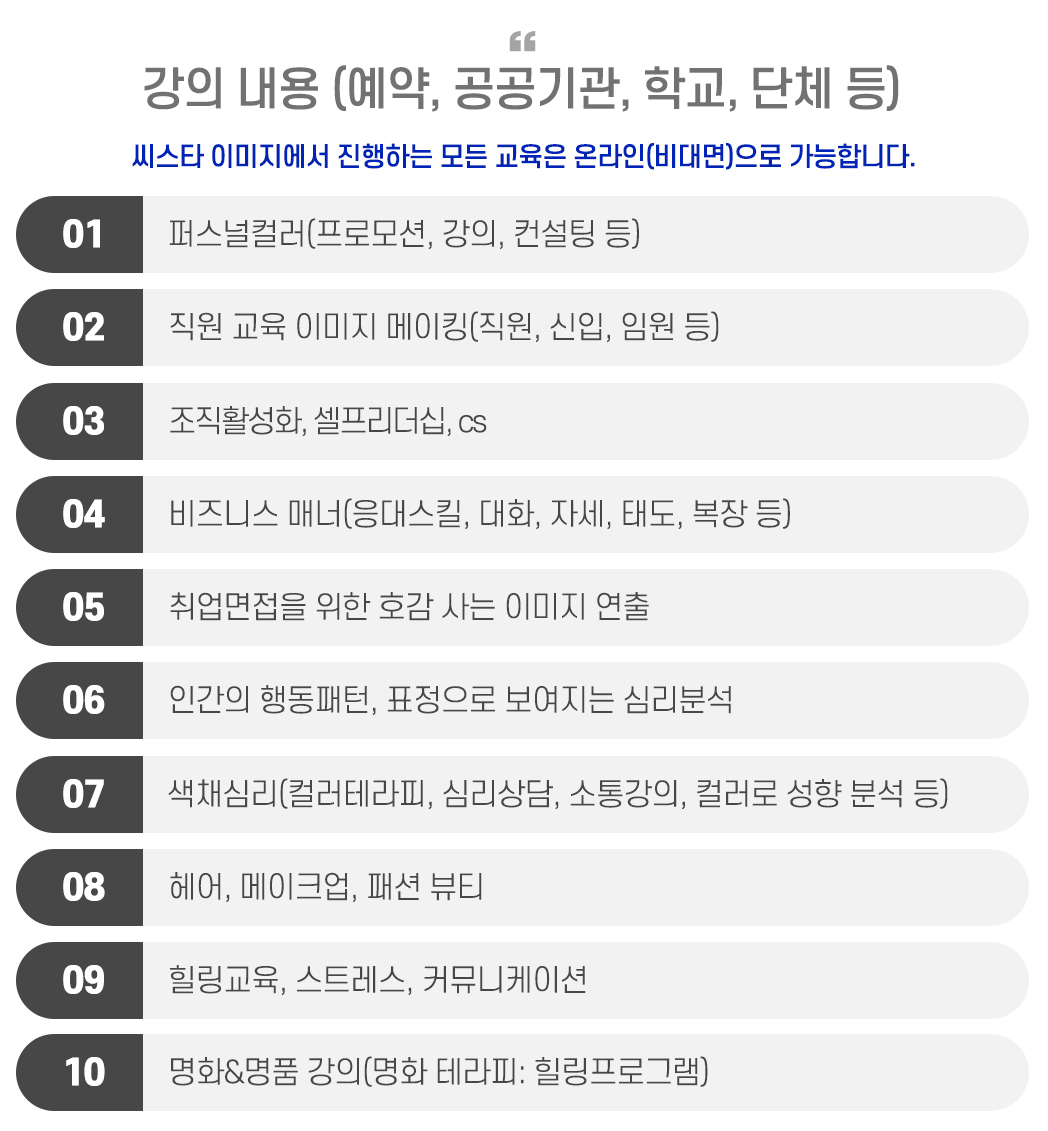 “
강의 내용 (예약, 공공기관, 학교, 단체 등)
씨스타 이미지에서 진행하는 모든 교육은 온라인(비대면)으로 가능합니다.
01 퍼스널컬러(프로모션, 강의, 컨설팅 등)
02 직원 교육 이미지 메이킹(직원, 신입, 임원 등)
03 조직활성화, 셀프리더십, cs
04 비즈니스 매너(응대스킬, 대화, 자세, 태도, 복장 등)
05 취업면접을 위한 호감 사는 이미지 연출
06 인간의 행동패턴, 표정으로 보여지는 심리분석
07 색채심리(컬러테라피, 심리상담, 소통강의, 컬러로 성향 분석 등)
08 헤어, 메이크업, 패션 뷰티
09 힐링교육, 스트레스, 커뮤니케이션
10 명화&명품 강의(명화 테라피: 힐링프로그램)